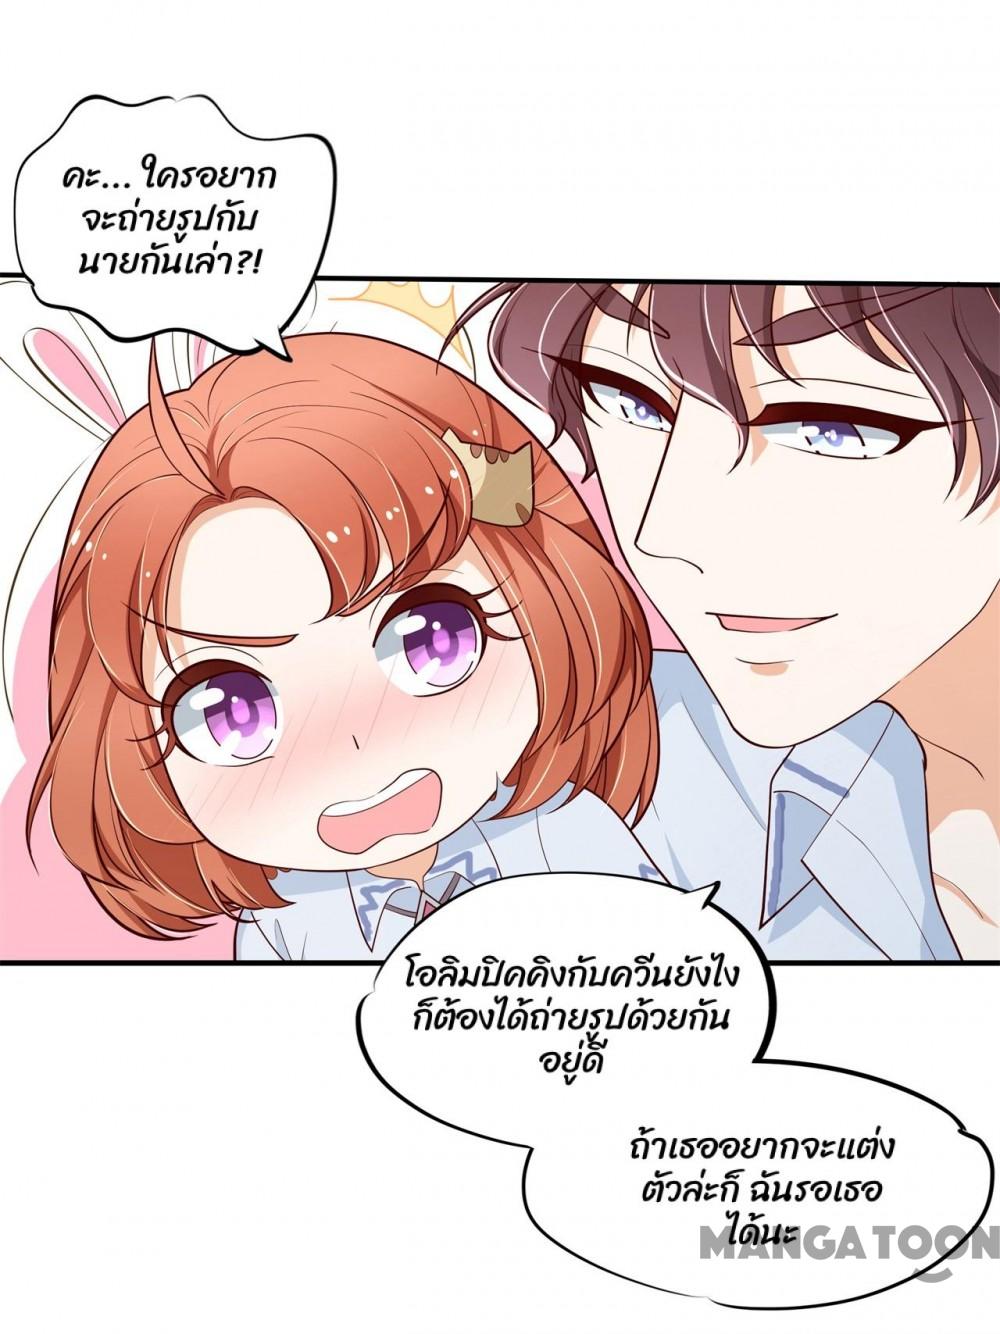 คะ... ใครอยาก
จะถ่ายรูปกับ
นายกันเล่า?!
โอลิมปิคคิงกับควีนยังไง
ก็ต้องได้ถ่ายรูปด้วยกัน
อยู่ดี
ถ้าเธออยากจะแต่ง
ตัวล่ะก็ ฉันรอเธอ
ได้นะ
MANGATOON